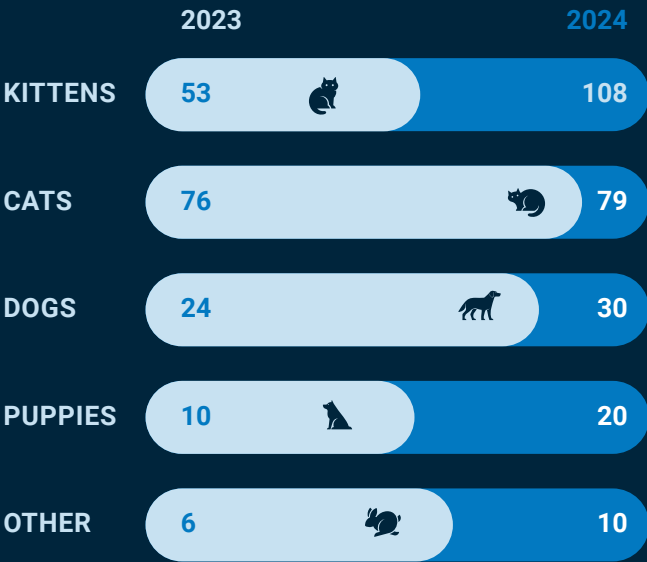 2023 2024
KITTENS 53 108
CATS 76 79
DOGS 24 30
PUPPIES 10 20
OTHER 6 10